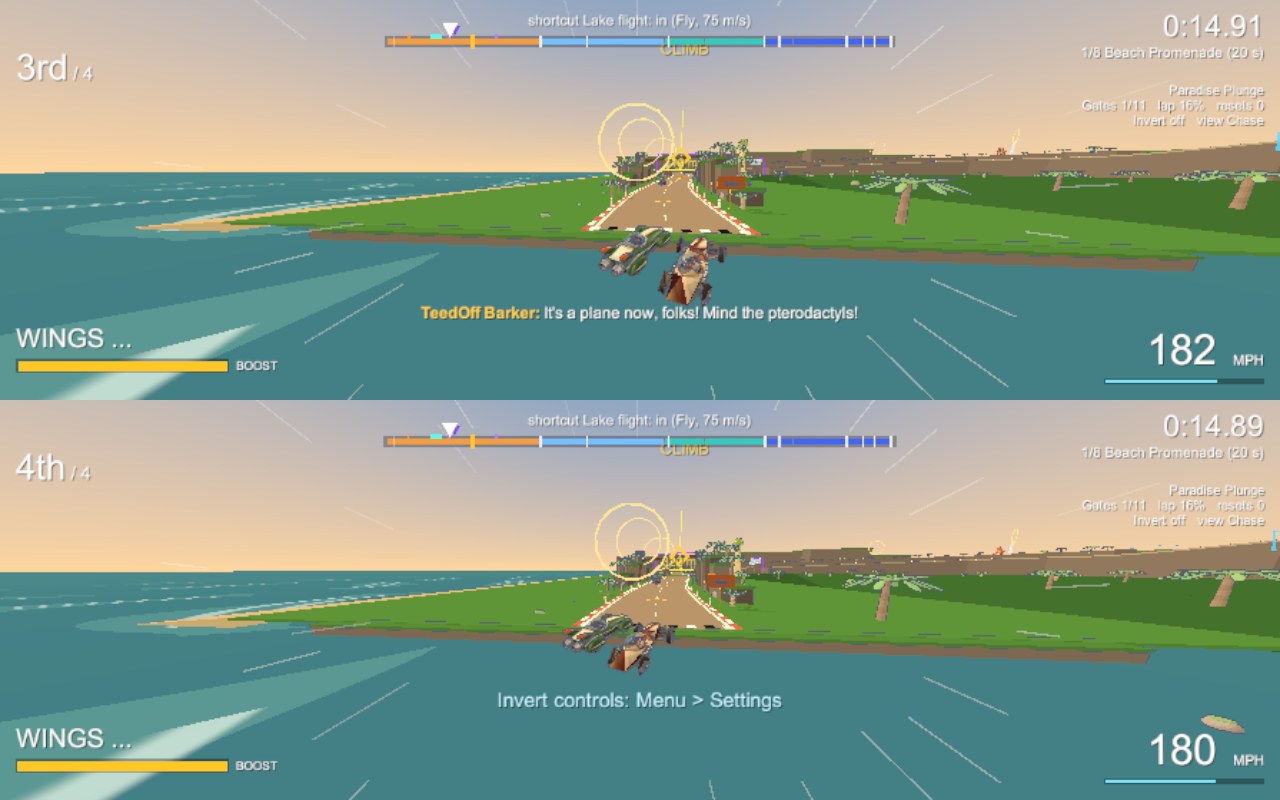 shortcut Lake flight: in (Fly, 75 m/s)
CLIMB
0:14.91
1/8 Beach Promenade (20 s)
3rd / 4
Paradise Plunge
Gates 1/11 lap 16% resets 0
Invert off view Chase
TeedOff Barker: It's a plane now, folks! Mind the pterodactyls!
WINGS ...
BOOST
182 MPH
shortcut Lake flight: in (Fly, 75 m/s)
CLIMB
0:14.89
1/8 Beach Promenade (20 s)
4th / 4
Paradise Plunge
Gates 1/11 lap 16% resets 0
Invert off view Chase
Invert controls: Menu > Settings
WINGS ...
BOOST
180 MPH